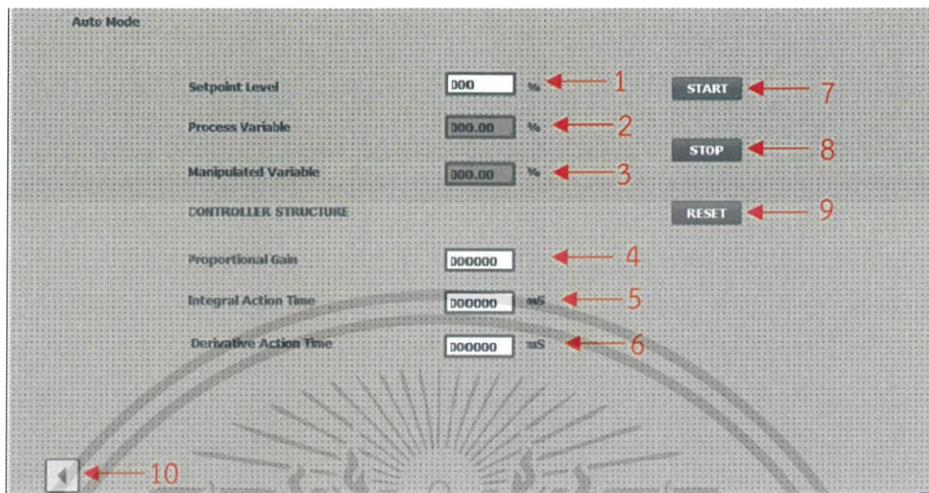 Auto Mode
Setpoint Level 000 % 1 START 7
Process Variable 000.00 % 2
STOP 8
Manipulated Variable 000.00 % 3
CONTROLLER STRUCTURE RESET 9
Proportional Gain 000000 4
Integral Action Time 000000 mS 5
Derivative Action Time 000000 mS 6
10